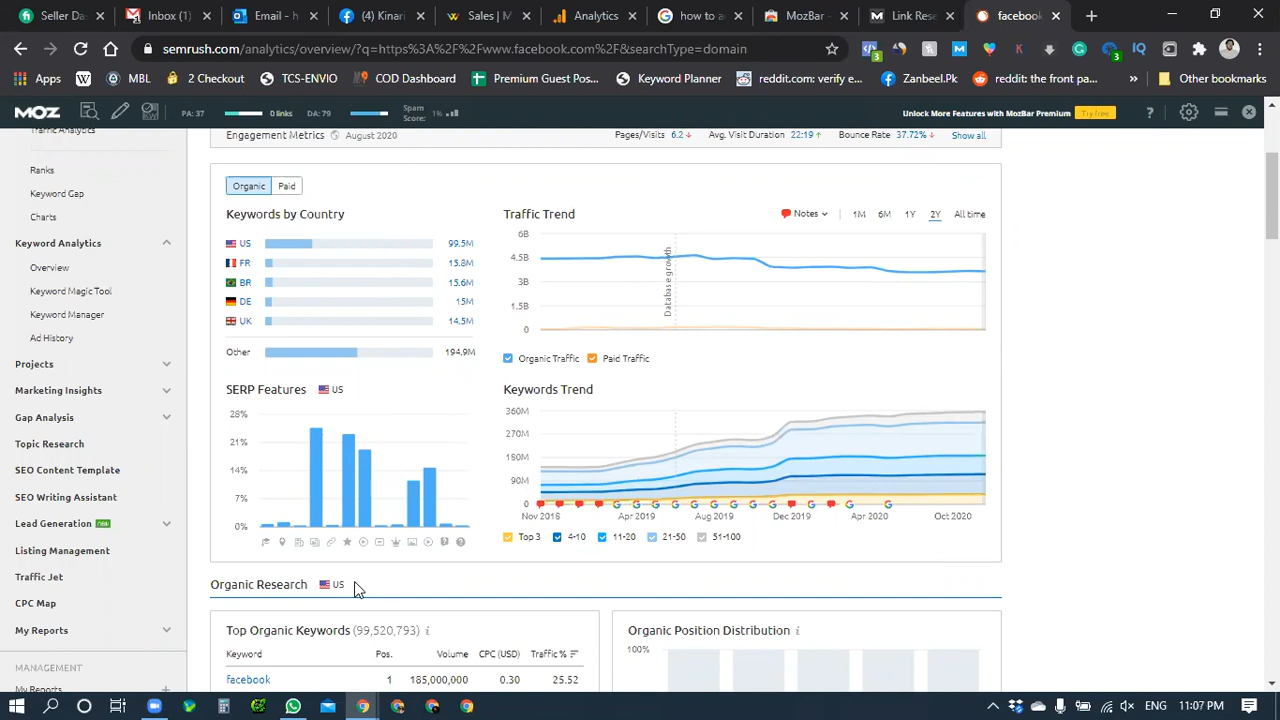 Seller Da
Inbox (1)
Email - h
(4) Kin
Sales | M
Analytics
how to a
MozBar -
Link Res
facebook
semrush.com/analytics/overview/?q=https%3A%2F%2Fwww.facebook.com%2F&searchType=domain
Apps
MBL
2 Checkout
TCS-ENVIO
COD Dashboard
Premium Guest Pos...
Keyword Planner
reddit.com: verify e...
Zanbeel.Pk
reddit the front pa...
Other bookmarks
MOZ
PA: 37
0 links
DA: 79
Spam Score: 1%
Unlock More Features with MozBar Premium
Try free
Traffic Analytics
Ranks
Keyword Gap
Charts
Keyword Analytics
Overview
Keyword Magic Tool
Keyword Manager
Ad History
Projects
Marketing Insights
Gap Analysis
Topic Research
SEO Content Template
SEO Writing Assistant
Lead Generation new
Listing Management
Traffic Jet
CPC Map
My Reports
MANAGEMENT
My Reports
Engagement Metrics August 2020
Pages/Visits 6.2 ↓ Avg. Visit Duration 22:19 ↑ Bounce Rate 37.72% ↓ Show all
Organic Paid
Keywords by Country
US 99.5M
FR 15.8M
BR 15.6M
DE 15M
UK 14.5M
Other 194.9M
Traffic Trend
Notes
1M 6M 1Y 2Y All time
6B
4.5B
3B
1.5B
0
Database growth
Organic Traffic Paid Traffic
SERP Features US
28%
21%
14%
7%
0%
Keywords Trend
360M
270M
180M
90M
0
Nov 2018 Apr 2019 Aug 2019 Dec 2019 Apr 2020 Oct 2020
Top 3 4-10 11-20 21-50 51-100
Organic Research US
Top Organic Keywords (99,520,793)
Keyword Pos. Volume CPC (USD) Traffic %
facebook 1 185,000,000 0.30 25.52
Organic Position Distribution
100%
ENG 11:07 PM